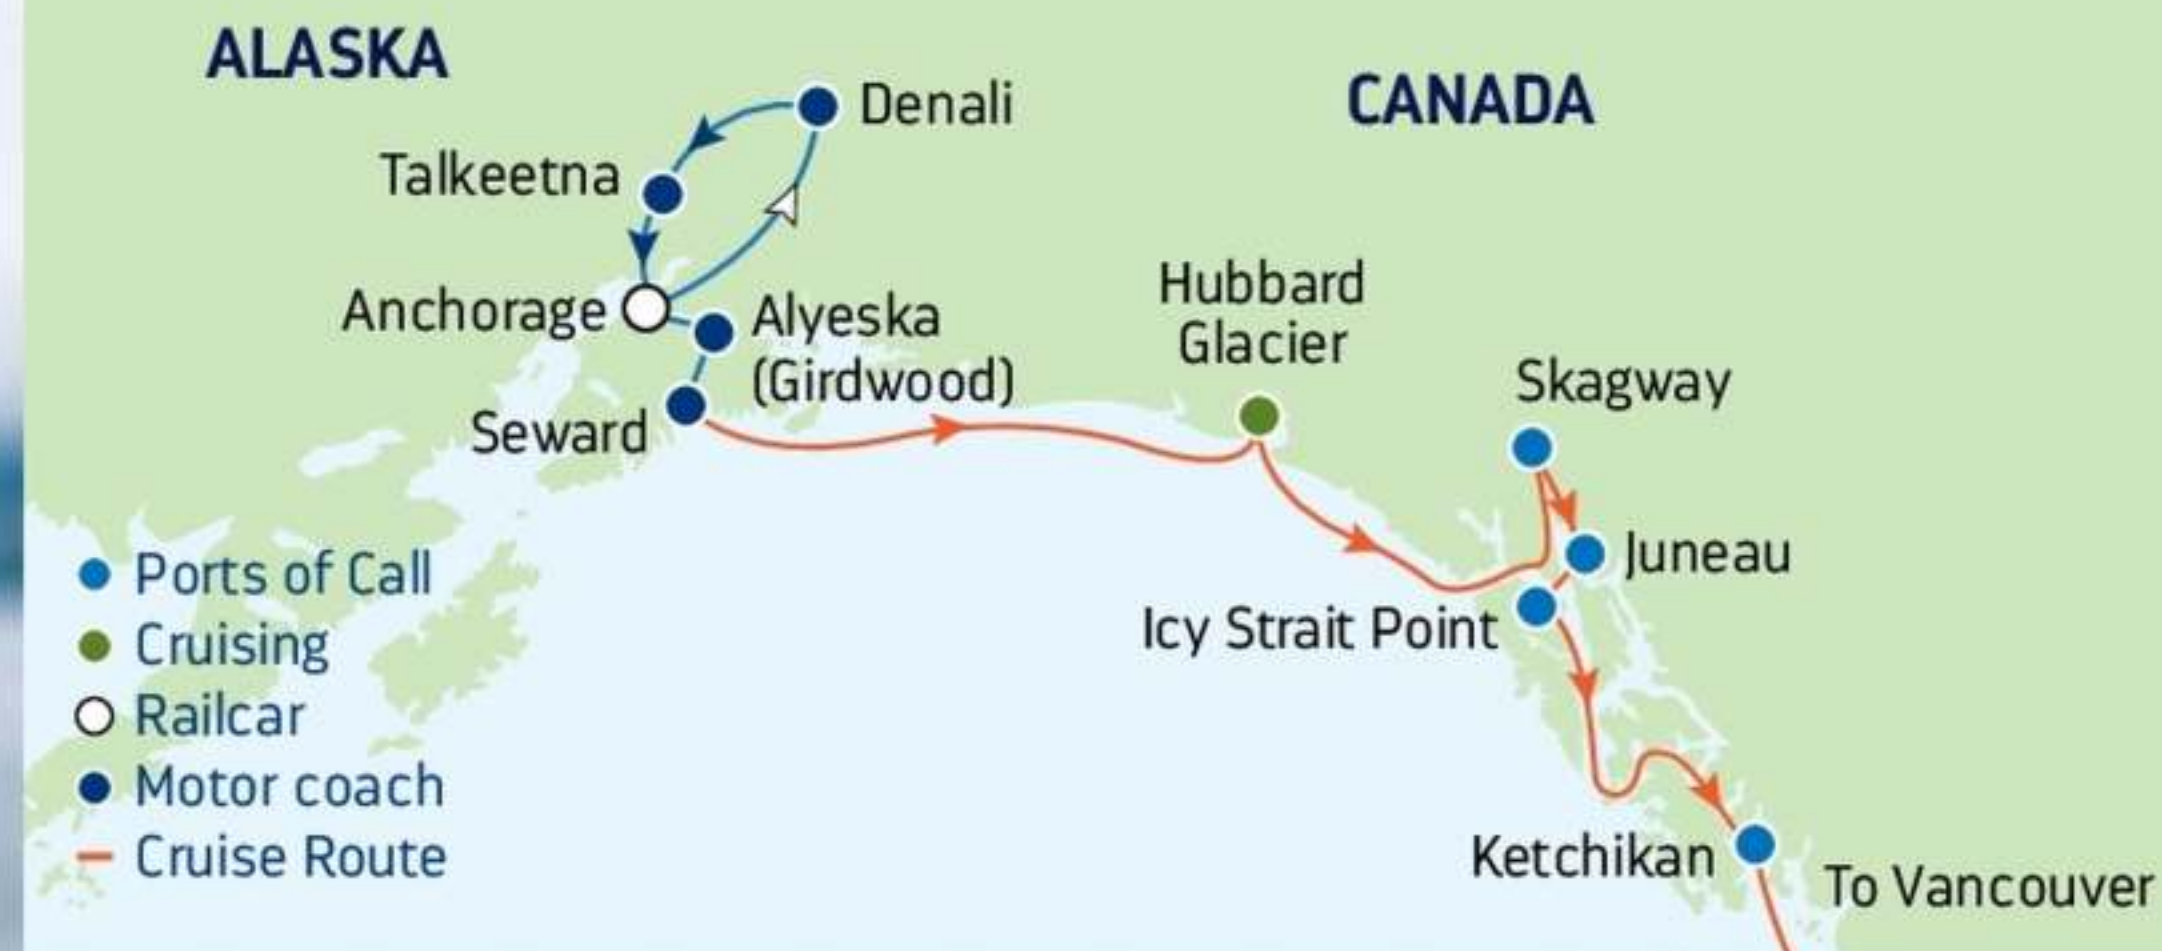 ALASKA
CANADA
Denali
Talkeetna
Anchorage
Alyeska
(Girdwood)
Seward
Hubbard
Glacier
Skagway
Juneau
Icy Strait Point
Ketchikan
To Vancouver
Ports of Call
Cruising
Railcar
Motor coach
Cruise Route